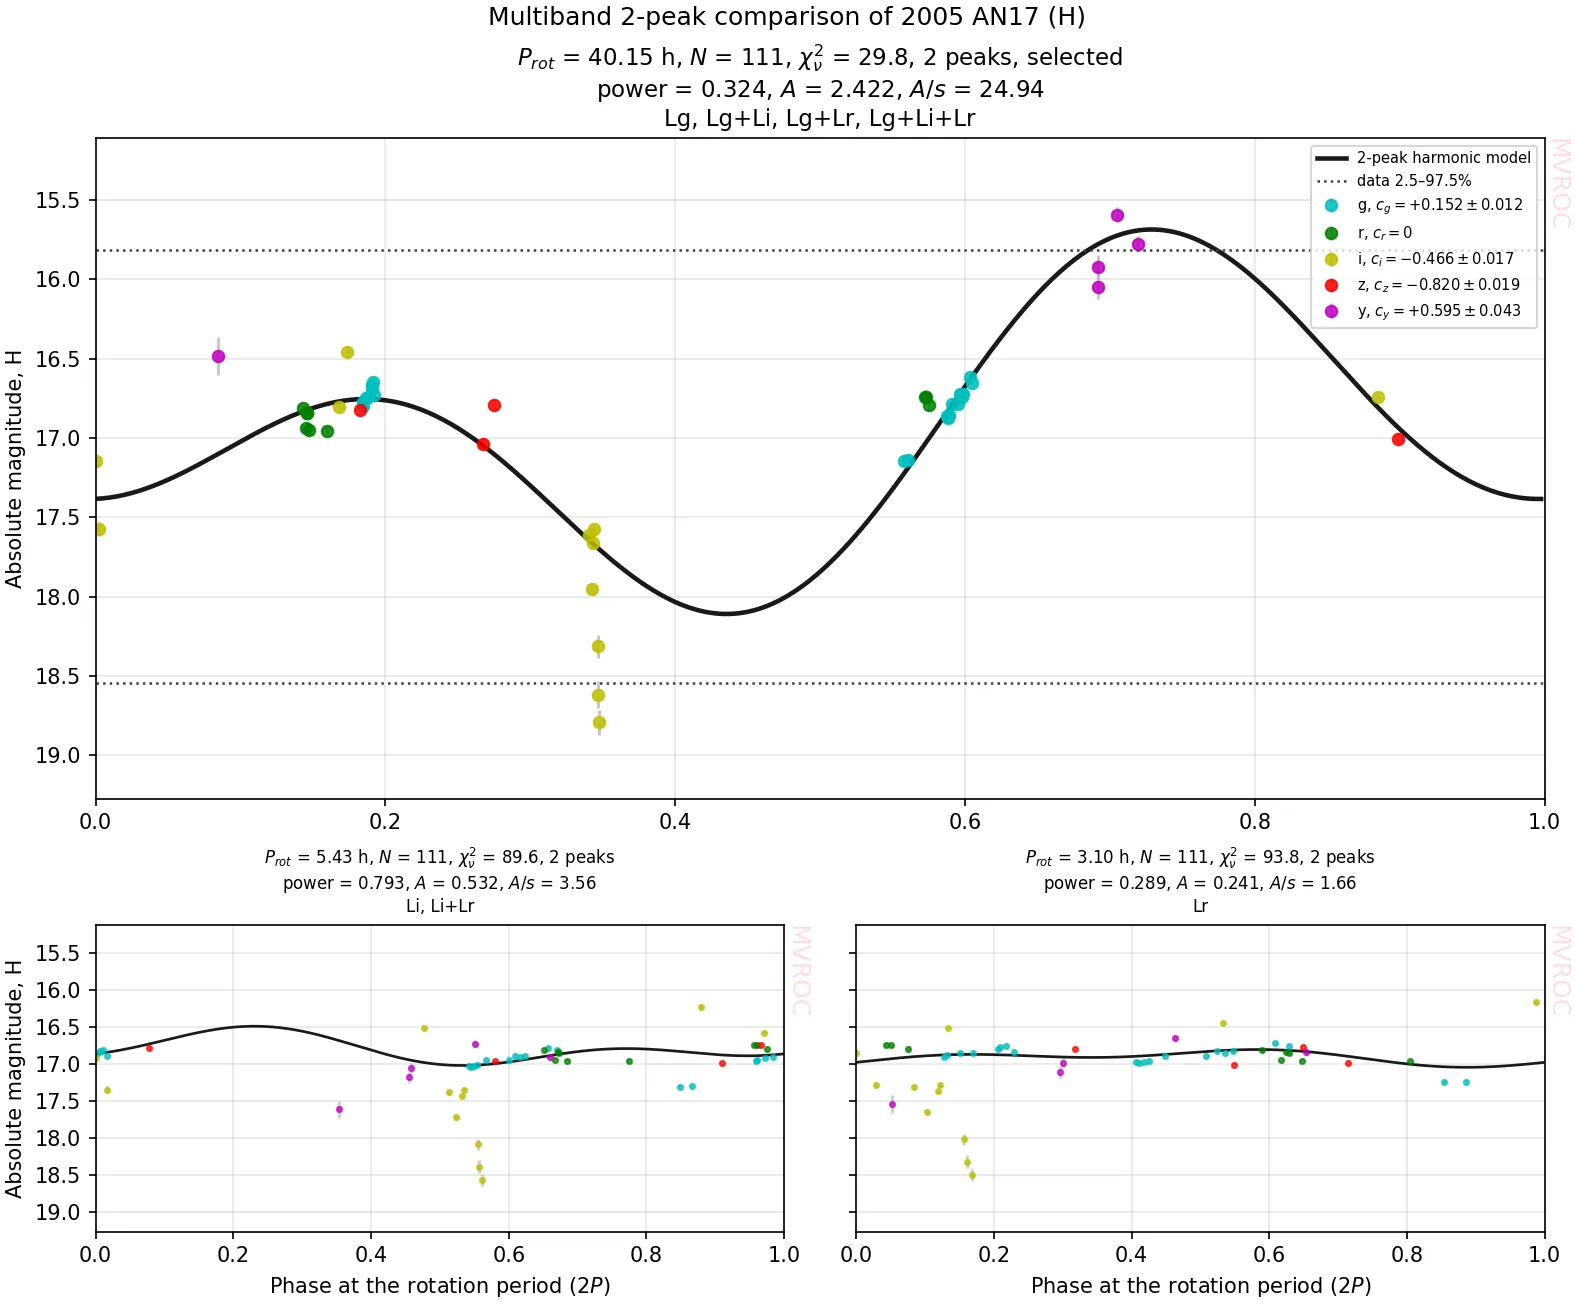 Multiband 2-peak comparison of 2005 AN17 (H)
P_rot = 40.15 h, N = 111, χ²_ν = 29.8, 2 peaks, selected
power = 0.324, A = 2.422, A/s = 24.94
Lg, Lg+Li, Lg+Lr, Lg+Li+Lr
MVROC
2-peak harmonic model
data 2.5–97.5%
g, c_g = +0.152 ± 0.012
r, c_r = 0
i, c_i = −0.466 ± 0.017
z, c_z = −0.820 ± 0.019
y, c_y = +0.595 ± 0.043
Absolute magnitude, H
15.5
16.0
16.5
17.0
17.5
18.0
18.5
19.0
0.0 0.2 0.4 0.6 0.8 1.0
P_rot = 5.43 h, N = 111, χ²_ν = 89.6, 2 peaks
power = 0.793, A = 0.532, A/s = 3.56
Li, Li+Lr
MVROC
Absolute magnitude, H
15.5
16.0
16.5
17.0
17.5
18.0
18.5
19.0
0.0 0.2 0.4 0.6 0.8 1.0
Phase at the rotation period (2P)
P_rot = 3.10 h, N = 111, χ²_ν = 93.8, 2 peaks
power = 0.289, A = 0.241, A/s = 1.66
Lr
MVROC
0.0 0.2 0.4 0.6 0.8 1.0
Phase at the rotation period (2P)